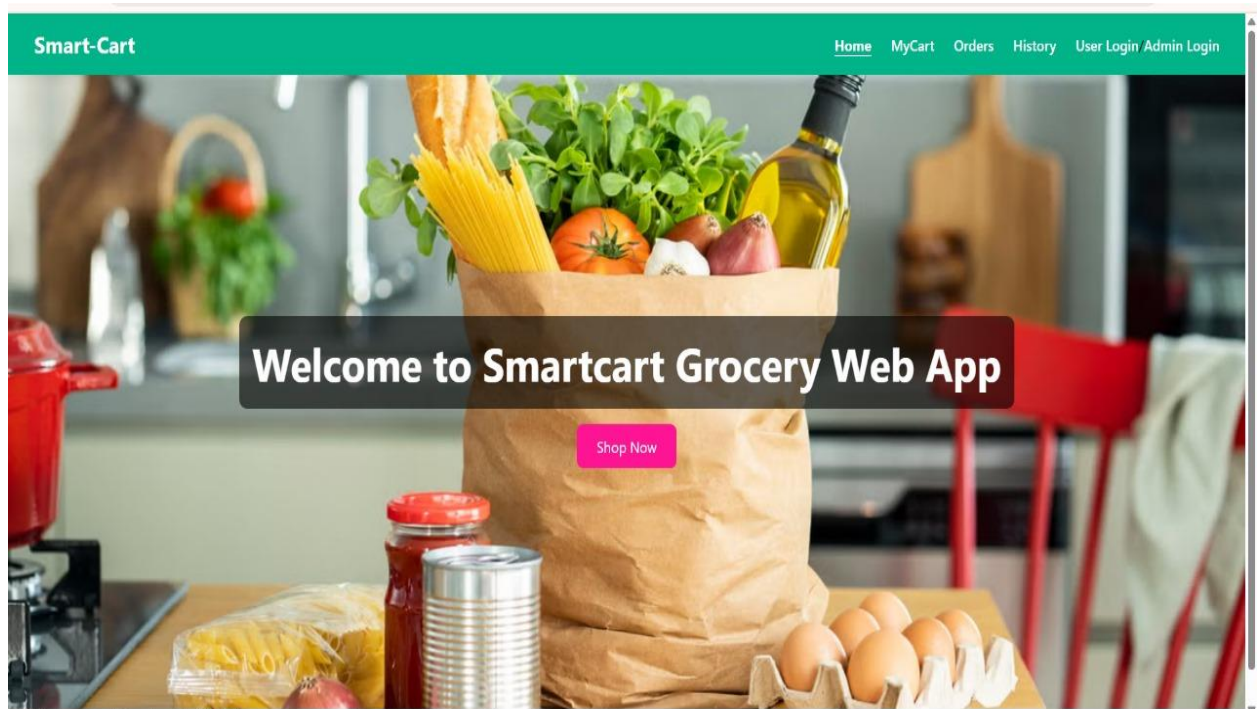 Smart-Cart
Home MyCart Orders History User Login/Admin Login
Welcome to Smartcart Grocery Web App
Shop Now